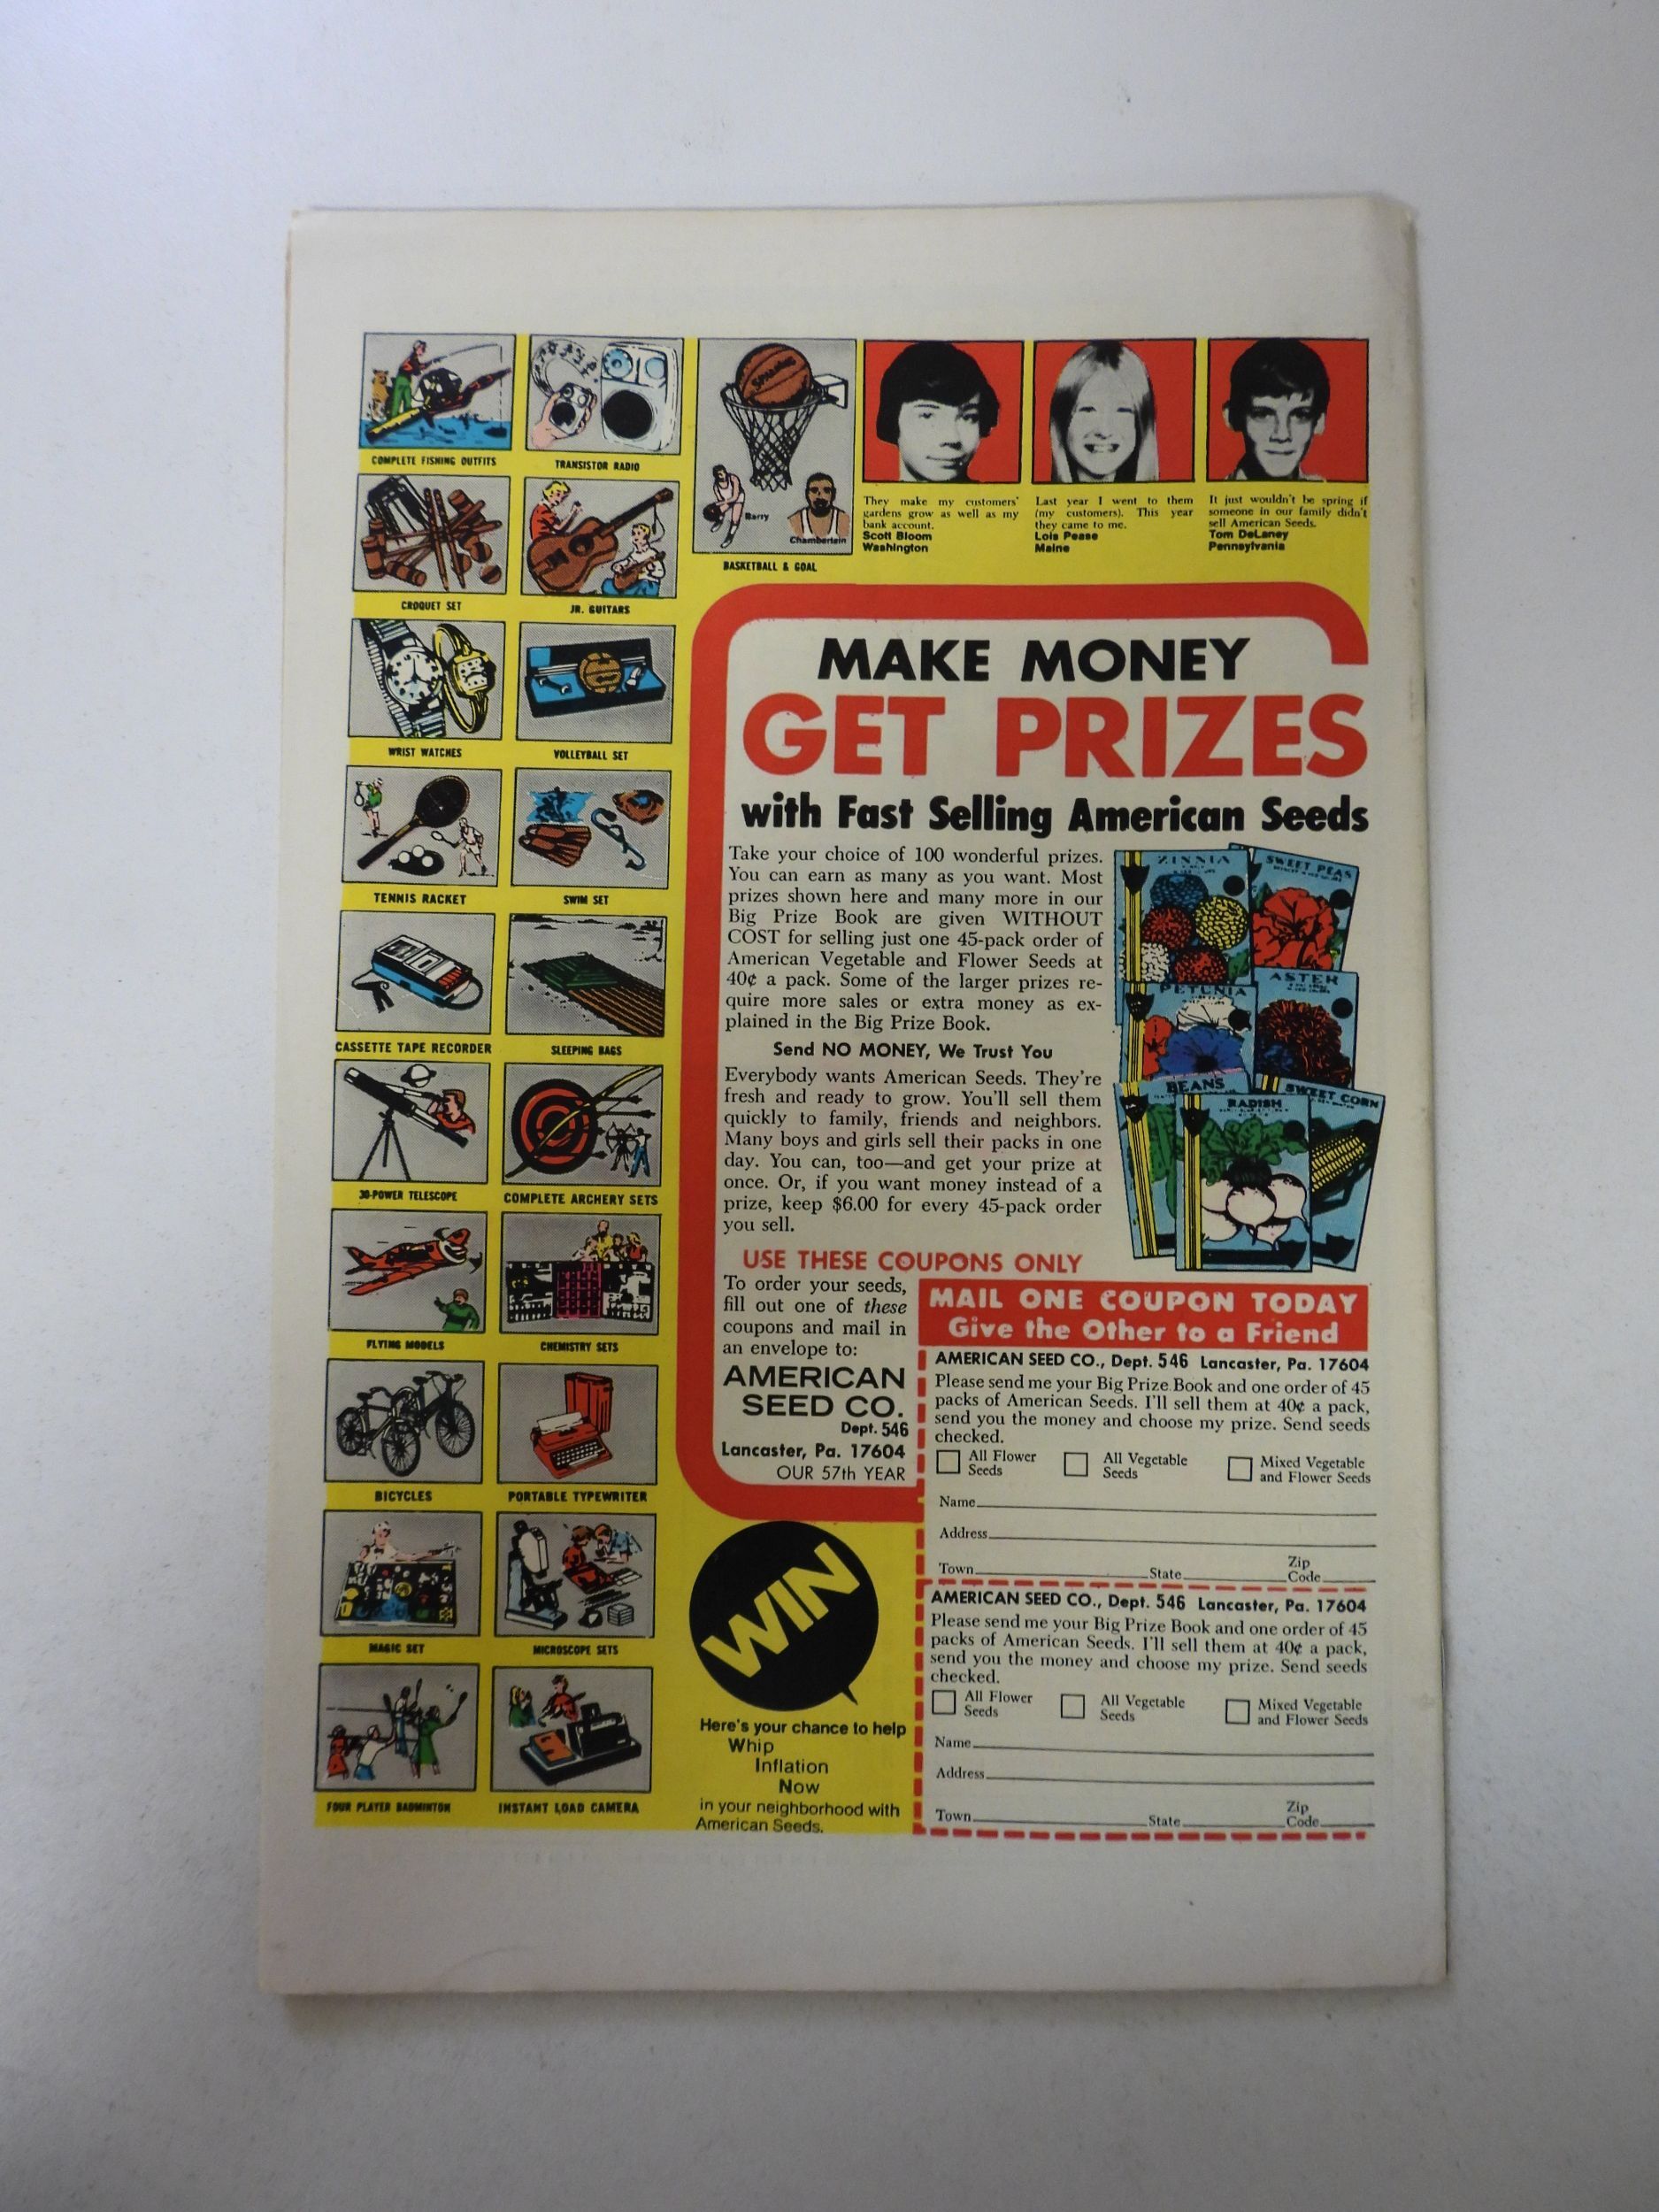 COMPLETE FISHING OUTFITS
TRANSISTOR RADIO
CROQUET SET
JR. GUITARS
WRIST WATCHES
VOLLEYBALL SET
TENNIS RACKET
SWIM SET
CASSETTE TAPE RECORDER
SLEEPING BAGS
30-POWER TELESCOPE
COMPLETE ARCHERY SETS
FLYING MODELS
CHEMISTRY SETS
BICYCLES
PORTABLE TYPEWRITER
MAGIC SET
MICROSCOPE SETS
FOUR PLAYER BADMINTON
INSTANT LOAD CAMERA
SPALDING
Barry
Chamberlain
BASKETBALL & GOAL
They make my customers'
gardens grow as well as my
bank account.
Scott Bloom
Washington
Last year I went to them
(my customers). This year
they came to me.
Lois Pease
Maine
It just wouldn't be spring if
someone in our family didn't
sell American Seeds.
Tom DeLaney
Pennsylvania
MAKE MONEY
GET PRIZES
with Fast Selling American Seeds
Take your choice of 100 wonderful prizes.
You can earn as many as you want. Most
prizes shown here and many more in our
Big Prize Book are given WITHOUT
COST for selling just one 45-pack order of
American Vegetable and Flower Seeds at
40¢ a pack. Some of the larger prizes re-
quire more sales or extra money as ex-
plained in the Big Prize Book.
Send NO MONEY, We Trust You
Everybody wants American Seeds. They're
fresh and ready to grow. You'll sell them
quickly to family, friends and neighbors.
Many boys and girls sell their packs in one
day. You can, too—and get your prize at
once. Or, if you want money instead of a
prize, keep $6.00 for every 45-pack order
you sell.
ZINNIA
SWEET PEAS
PETUNIA
ASTER
BEANS
RADISH
SWEET CORN
USE THESE COUPONS ONLY
To order your seeds,
fill out one of these
coupons and mail in
an envelope to:
AMERICAN
SEED CO.
Dept. 546
Lancaster, Pa. 17604
OUR 57th YEAR
WIN
Here's your chance to help
Whip
Inflation
Now
in your neighborhood with
American Seeds.
MAIL ONE COUPON TODAY
Give the Other to a Friend
AMERICAN SEED CO., Dept. 546 Lancaster, Pa. 17604
Please send me your Big Prize Book and one order of 45
packs of American Seeds. I'll sell them at 40¢ a pack,
send you the money and choose my prize. Send seeds
checked.
All Flower Seeds
All Vegetable Seeds
Mixed Vegetable and Flower Seeds
Name
Address
Town State Zip Code
AMERICAN SEED CO., Dept. 546 Lancaster, Pa. 17604
Please send me your Big Prize Book and one order of 45
packs of American Seeds. I'll sell them at 40¢ a pack,
send you the money and choose my prize. Send seeds
checked.
All Flower Seeds
All Vegetable Seeds
Mixed Vegetable and Flower Seeds
Name
Address
Town State Zip Code